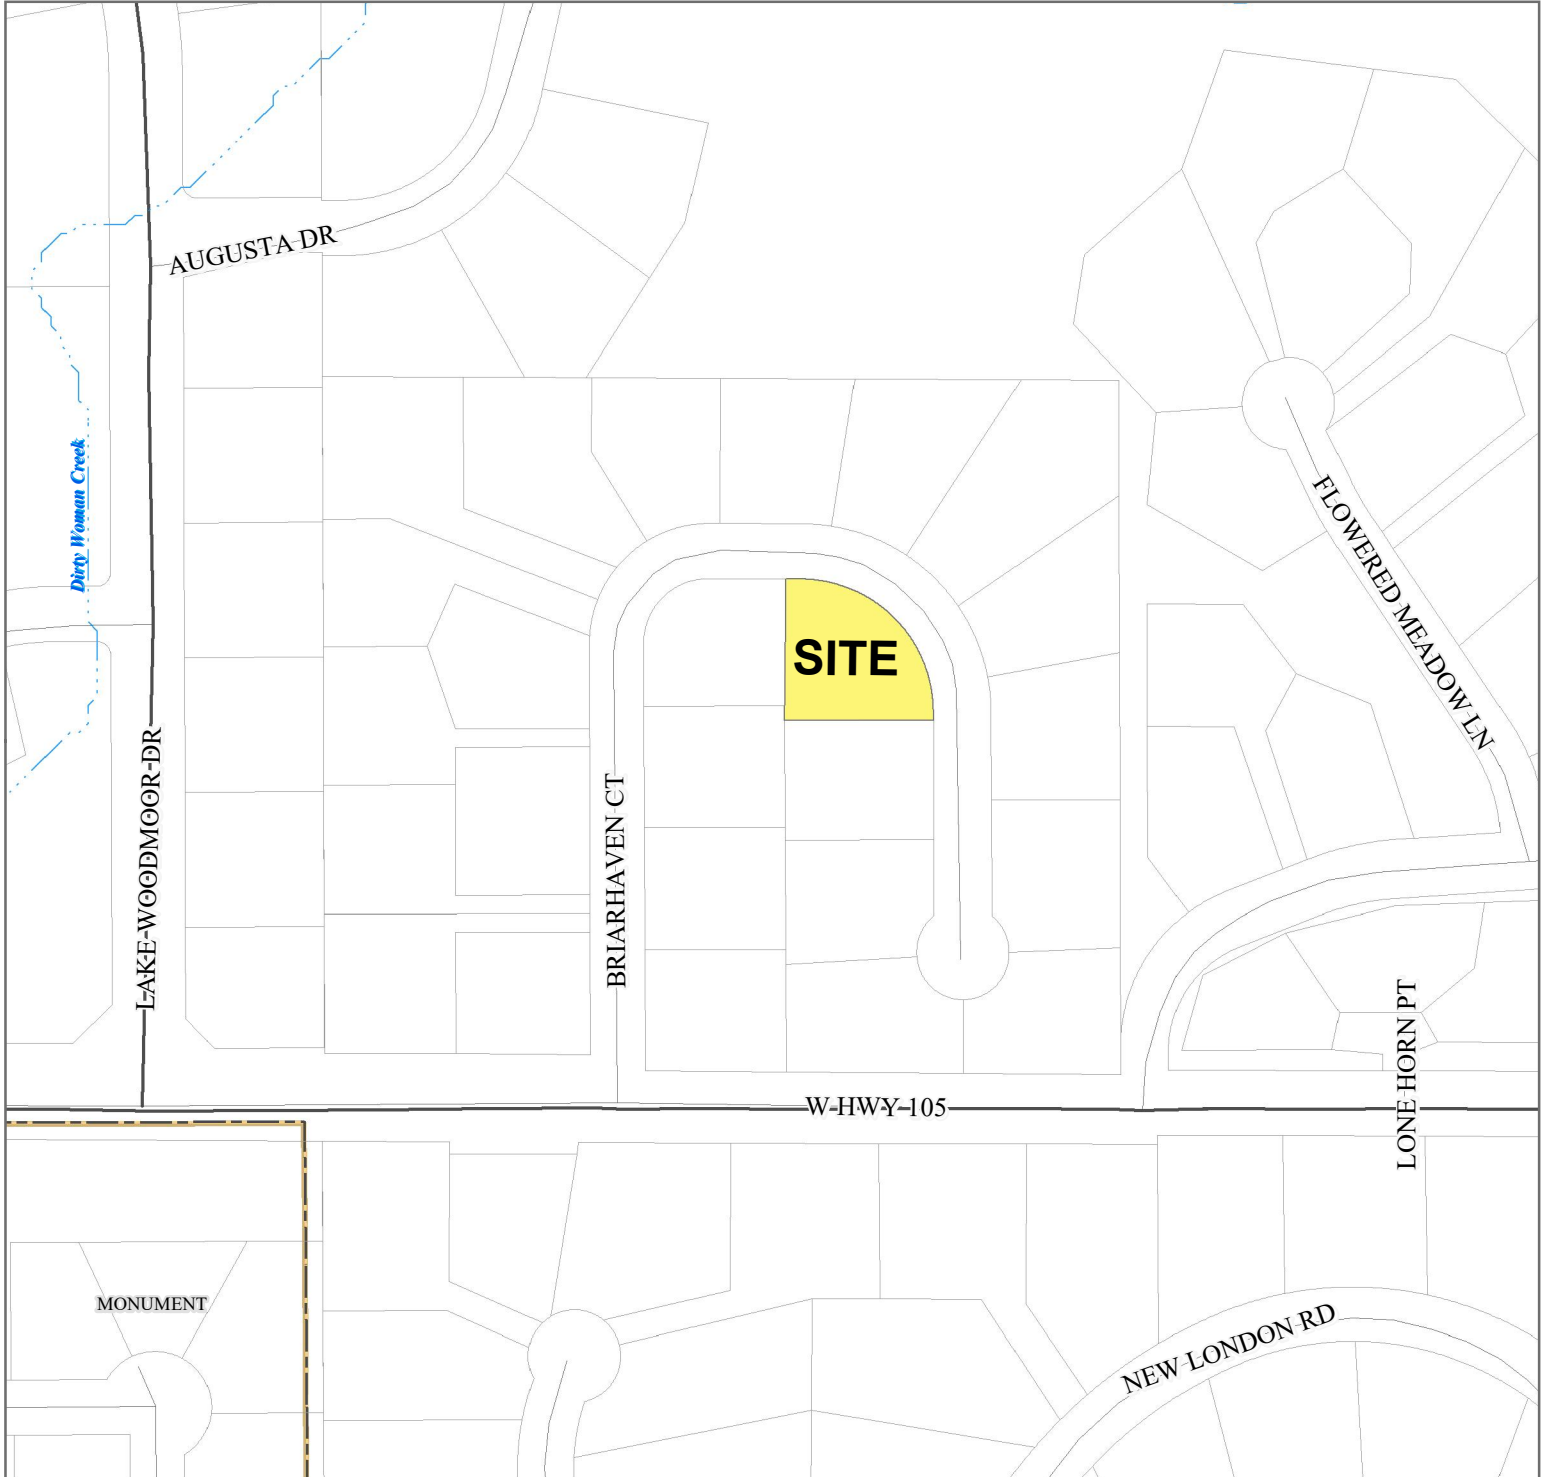 AUGUSTA DR
Dirty Woman Creek
FLOWERED MEADOW LN
SITE
LAKE WOODMOOR DR
BRIARHAVEN CT
LONE HORN PT
W HWY 105
MONUMENT
NEW LONDON RD